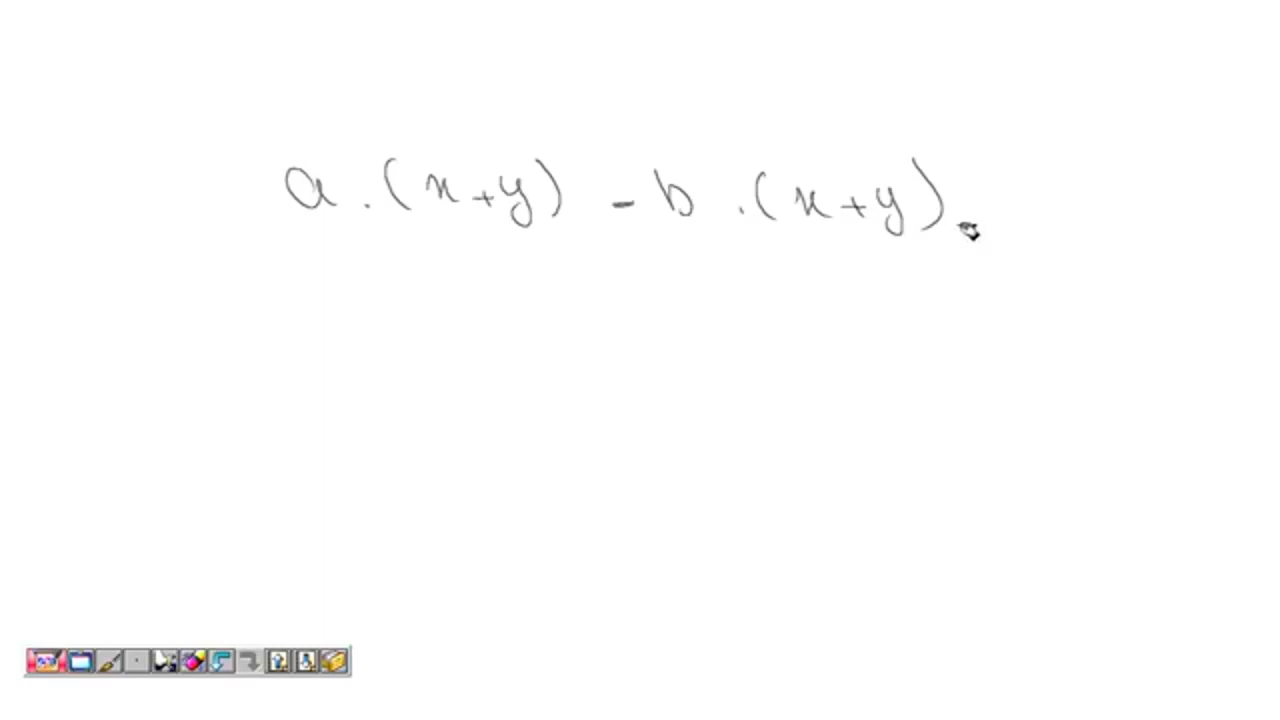 a . (x+y) - b . (x+y)